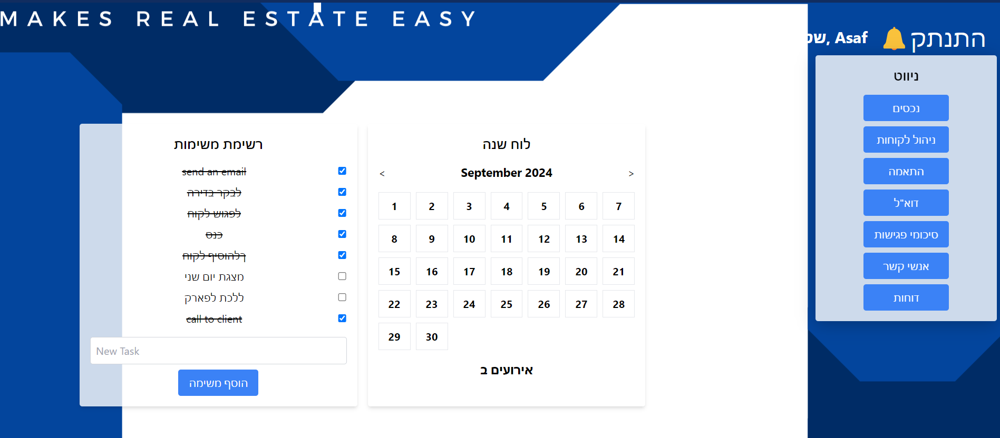 MAKES REAL ESTATE EASY
התנתק
, Asaf
ניווט
נכסים
ניהול לקוחות
התאמה
דוא"ל
סיכומי פגישות
אנשי קשר
דוחות
לוח שנה
< September 2024 >
1 2 3 4 5 6 7
8 9 10 11 12 13 14
15 16 17 18 19 20 21
22 23 24 25 26 27 28
29 30
אירועים ב
רשימת משימות
send an email
לבקר בדירה
לפגוש לקוח
כנס
ךלהוסיף לקוח
מצגת יום שני
ללכת לפארק
call to client
New Task
הוסף משימה